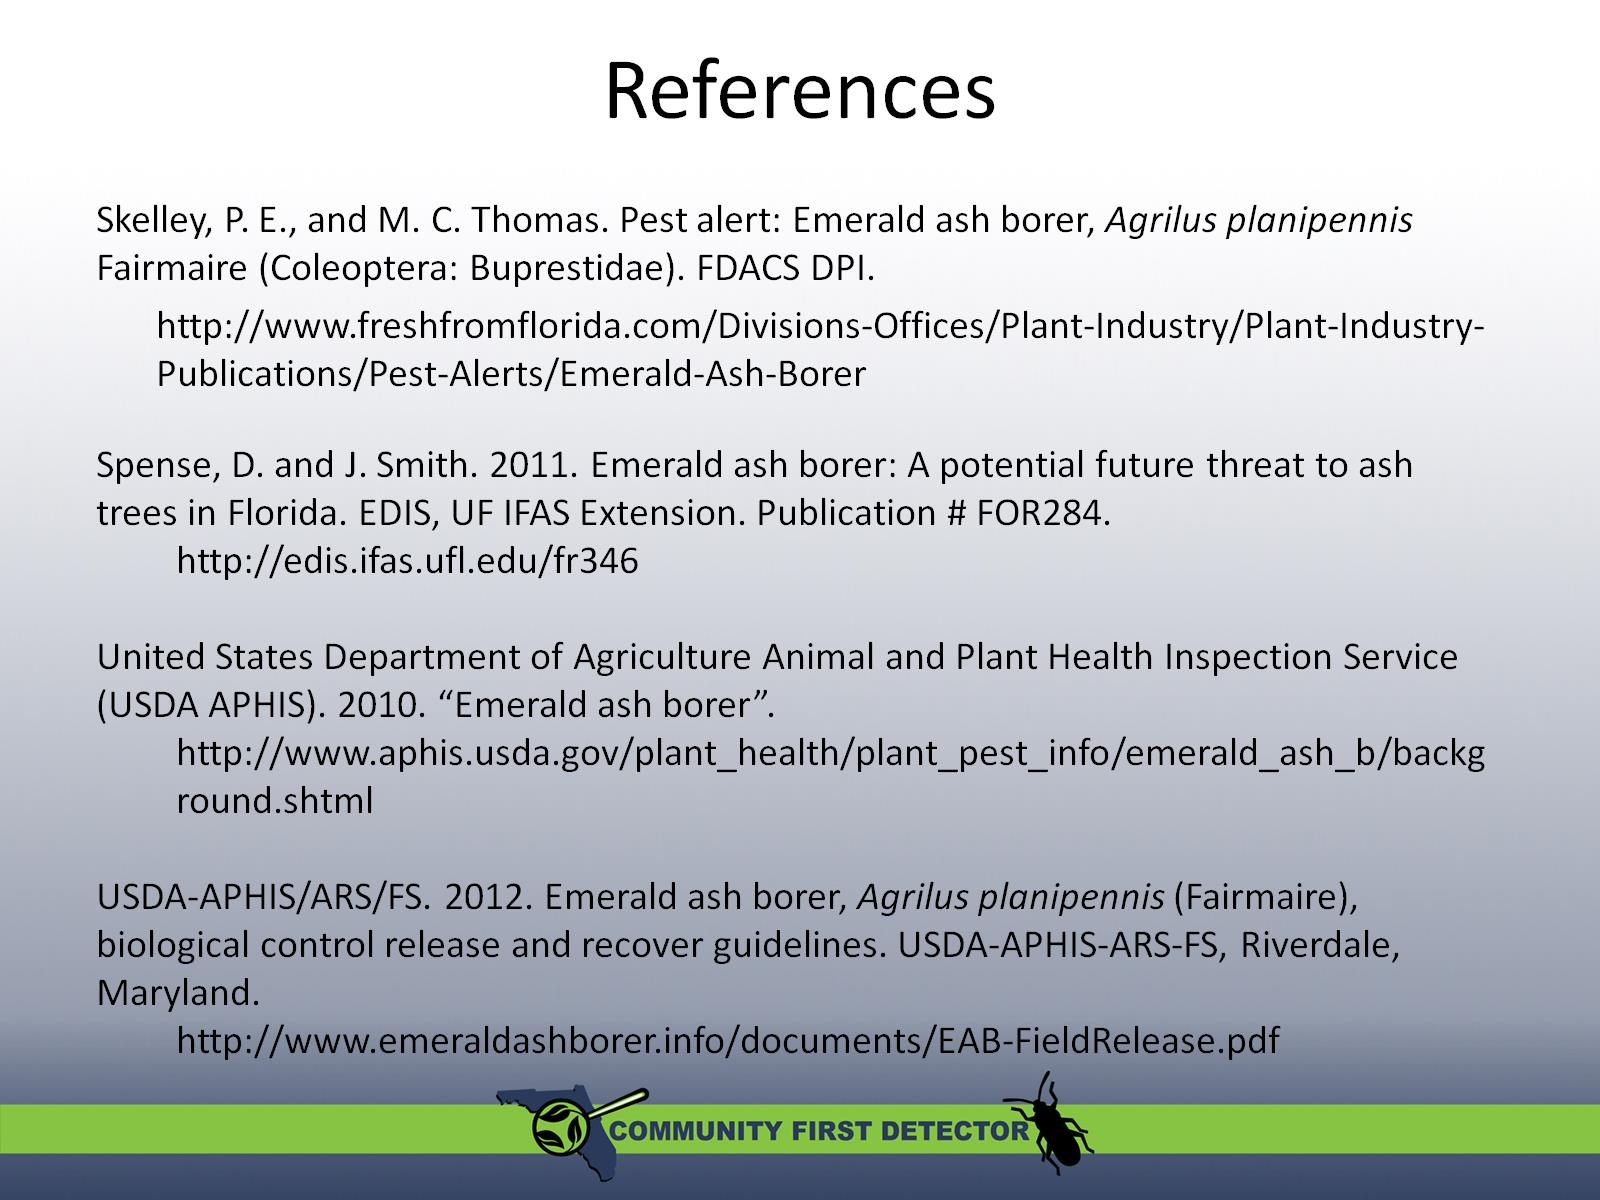 References
Skelley, P. E., and M. C. Thomas. Pest alert: Emerald ash borer, Agrilus planipennis
Fairmaire (Coleoptera: Buprestidae). FDACS DPI.
http://www.freshfromflorida.com/Divisions-Offices/Plant-Industry/Plant-Industry-
Publications/Pest-Alerts/Emerald-Ash-Borer
Spense, D. and J. Smith. 2011. Emerald ash borer: A potential future threat to ash
trees in Florida. EDIS, UF IFAS Extension. Publication # FOR284.
http://edis.ifas.ufl.edu/fr346
United States Department of Agriculture Animal and Plant Health Inspection Service
(USDA APHIS). 2010. “Emerald ash borer”.
http://www.aphis.usda.gov/plant_health/plant_pest_info/emerald_ash_b/backg
round.shtml
USDA-APHIS/ARS/FS. 2012. Emerald ash borer, Agrilus planipennis (Fairmaire),
biological control release and recover guidelines. USDA-APHIS-ARS-FS, Riverdale,
Maryland.
http://www.emeraldashborer.info/documents/EAB-FieldRelease.pdf
COMMUNITY FIRST DETECTOR